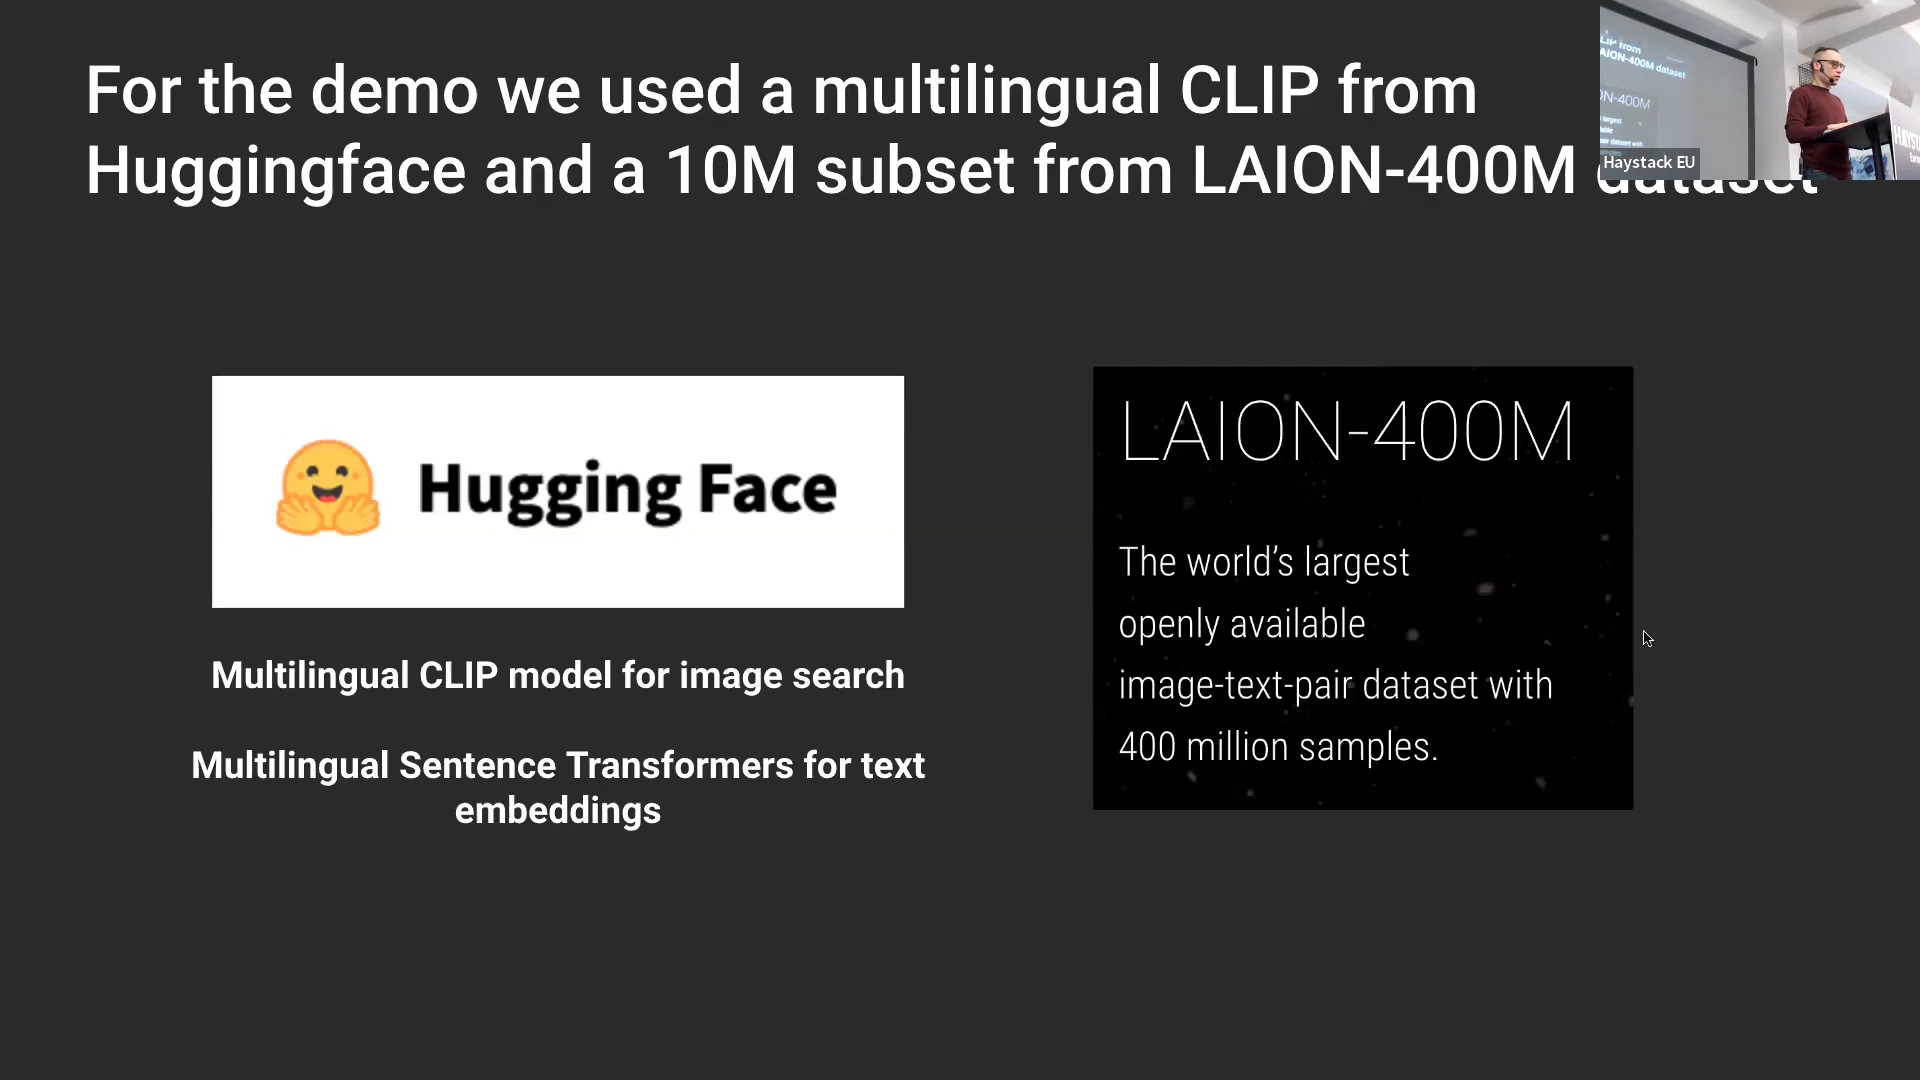 For the demo we used a multilingual CLIP from
Huggingface and a 10M subset from LAION-400M dataset
Haystack EU
Hugging Face
Multilingual CLIP model for image search
Multilingual Sentence Transformers for text
embeddings
LAION-400M
The world's largest
openly available
image-text-pair dataset with
400 million samples.